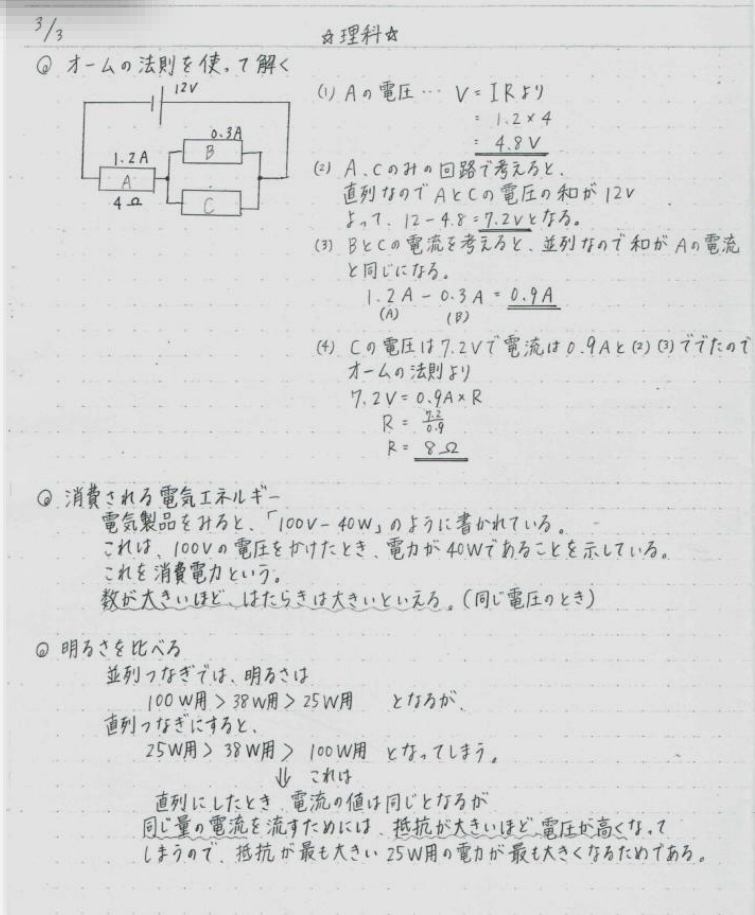 3/3
☆理科☆
◎ オームの法則を使って解く
12V
0.3A
B
1.2A
A
4Ω
C
(1) Aの電圧… V=IRより
= 1.2×4
= 4.8V
(2) A、Cのみの回路で考えると、
直列なのでAとCの電圧の和が12V
よって、12-4.8=7.2Vとなる。
(3) BとCの電流を考えると、並列なので和がAの電流
と同じになる。
1.2A - 0.3A = 0.9A
(A) (B)
(4) Cの電圧は7.2Vで電流は0.9Aと(2)(3)ででたので
オームの法則より
7.2V = 0.9A×R
R = 7.2/0.9
R = 8Ω
◎ 消費される電気エネルギー
電気製品をみると、「100V-40W」のように書かれている。
これは、100Vの電圧をかけたとき、電力が40Wであることを示している。
これを消費電力という。
数が大きいほど、はたらきは大きいといえる。(同じ電圧のとき)
◎ 明るさを比べる
並列つなぎでは、明るさは
100W用 > 38W用 > 25W用 となるが、
直列つなぎにすると、
25W用 > 38W用 > 100W用 となってしまう。
⇓ これは
直列にしたとき、電流の値は同じとなるが
同じ量の電流を流すためには、抵抗が大きいほど電圧が高くなって
しまうので、抵抗が最も大きい25W用の電力が最も大きくなるためである。